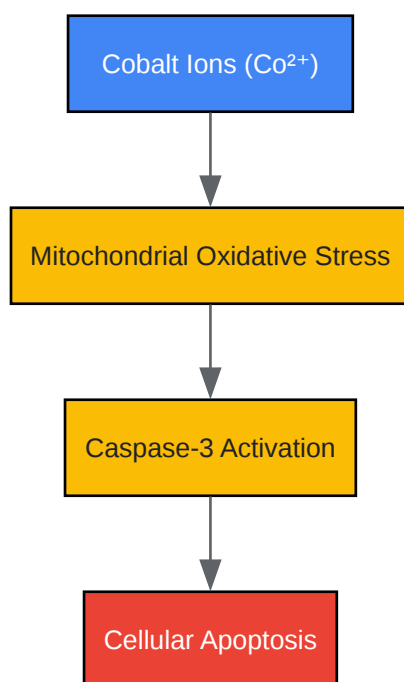 Cobalt Ions (Co²⁺)
Mitochondrial Oxidative Stress
Caspase-3 Activation
Cellular Apoptosis